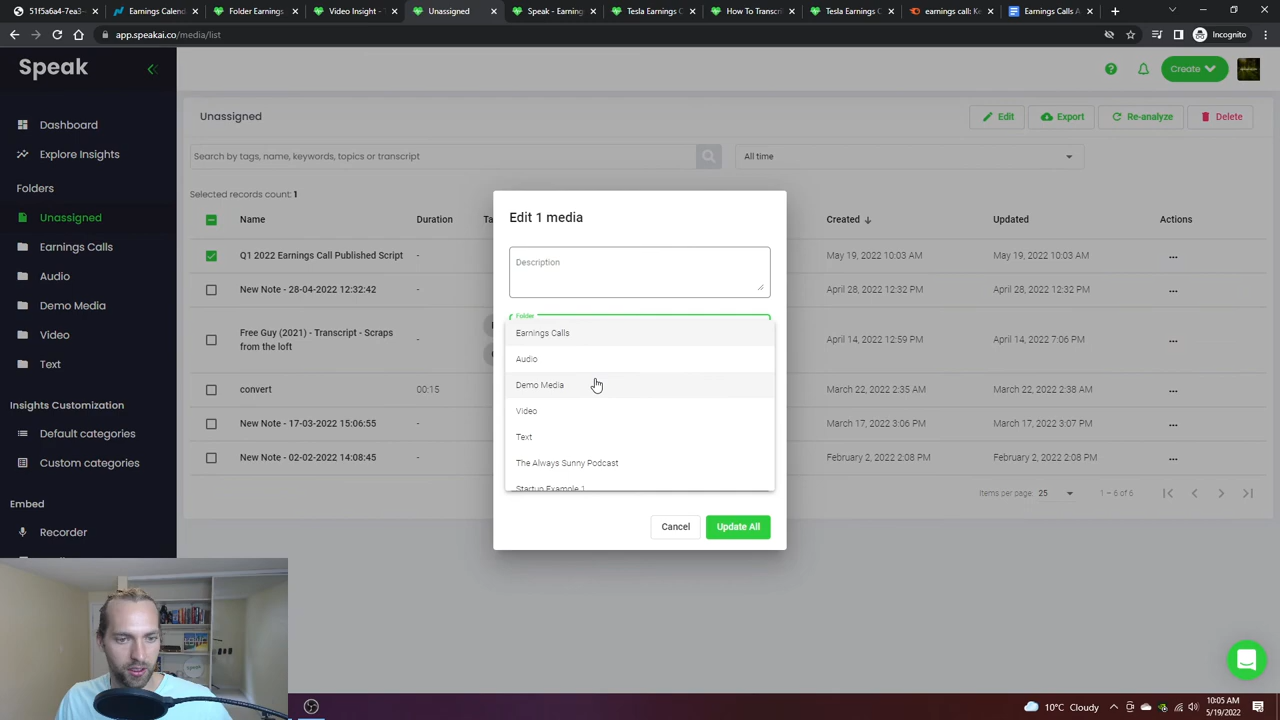 515f5a64-7ea3-
Calend
Folders - S
Video Insight -
Unassigned
Speak - Earning
Tesla Earning E
How To Transc
Tesla Earnings C
earnings call: Ke
Earnings Calls A
app.speakai.co/media/list
Incognito
Speak
Create
Dashboard
Explore Insights
Folders
Unassigned
Earnings Calls
Audio
Demo Media
Video
Text
Insights Customization
Default categories
Custom categories
Embed
Recorder
Unassigned
Edit
Export
Re-analyze
Delete
Search by tags, name, keywords, topics or transcript
All time
Selected records count: 1
Name
Duration
Ta
Created
Updated
Actions
Q1 2022 Earnings Call Published Script
-
May 19, 2022 10:03 AM
May 19, 2022 10:03 AM
...
New Note - 28-04-2022 12:32:42
-
April 28, 2022 12:32 PM
April 28, 2022 12:32 PM
...
Free Guy (2021) - Transcript - Scraps
from the loft
-
April 14, 2022 12:59 PM
April 14, 2022 7:06 PM
...
convert
00:15
March 22, 2022 2:35 AM
March 22, 2022 2:38 AM
...
New Note - 17-03-2022 15:06:55
-
March 17, 2022 3:06 PM
March 17, 2022 3:07 PM
...
New Note - 02-02-2022 14:08:45
-
February 2, 2022 2:08 PM
February 2, 2022 2:08 PM
...
Items per page: 25
1 – 6 of 6
Edit 1 media
Description
Folder
Earnings Calls
Audio
Demo Media
Video
Text
The Always Sunny Podcast
Startup Example 1
Cancel
Update All
Speak
10°C Cloudy
10:05 AM
5/19/2022